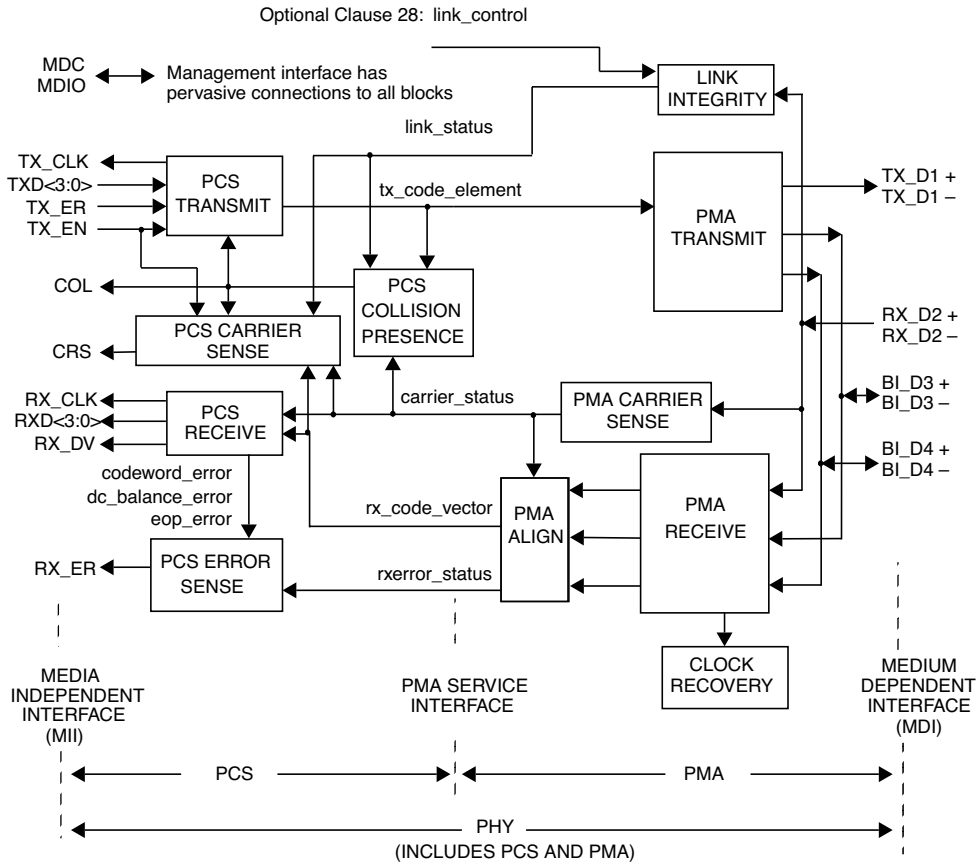 Optional Clause 28: link_control
MDC
MDIO
Management interface has
pervasive connections to all blocks
LINK
INTEGRITY
link_status
TX_CLK
TXD<3:0>
TX_ER
TX_EN
PCS
TRANSMIT
tx_code_element
PMA
TRANSMIT
TX_D1 +
TX_D1 –
COL
PCS
COLLISION
PRESENCE
PCS CARRIER
SENSE
CRS
RX_D2 +
RX_D2 –
RX_CLK
RXD<3:0>
RX_DV
PCS
RECEIVE
carrier_status
PMA CARRIER
SENSE
BI_D3 +
BI_D3 –
BI_D4 +
BI_D4 –
codeword_error
dc_balance_error
eop_error
rx_code_vector
PMA
ALIGN
PMA
RECEIVE
RX_ER
PCS ERROR
SENSE
rxerror_status
CLOCK
RECOVERY
MEDIA
INDEPENDENT
INTERFACE
(MII)
PMA SERVICE
INTERFACE
MEDIUM
DEPENDENT
INTERFACE
(MDI)
PCS
PMA
PHY
(INCLUDES PCS AND PMA)